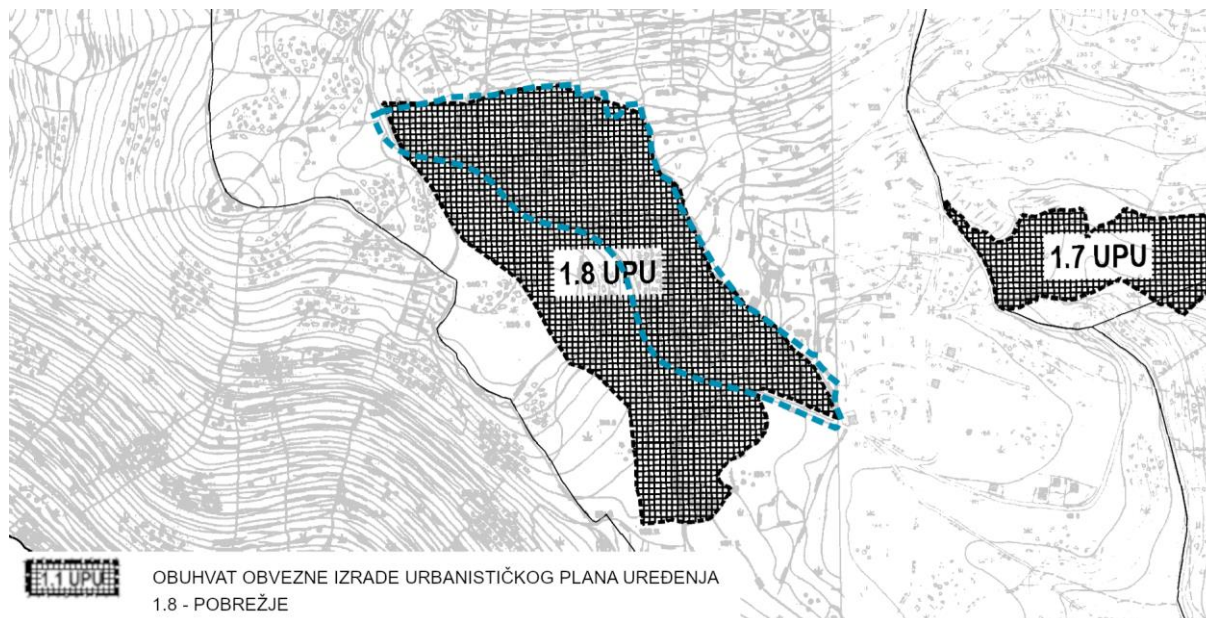 1.8 UPU
1.7 UPU
1.1 UPU
OBUHVAT OBVEZNE IZRADE URBANISTIČKOG PLANA UREĐENJA
1.8 - POBREŽJE